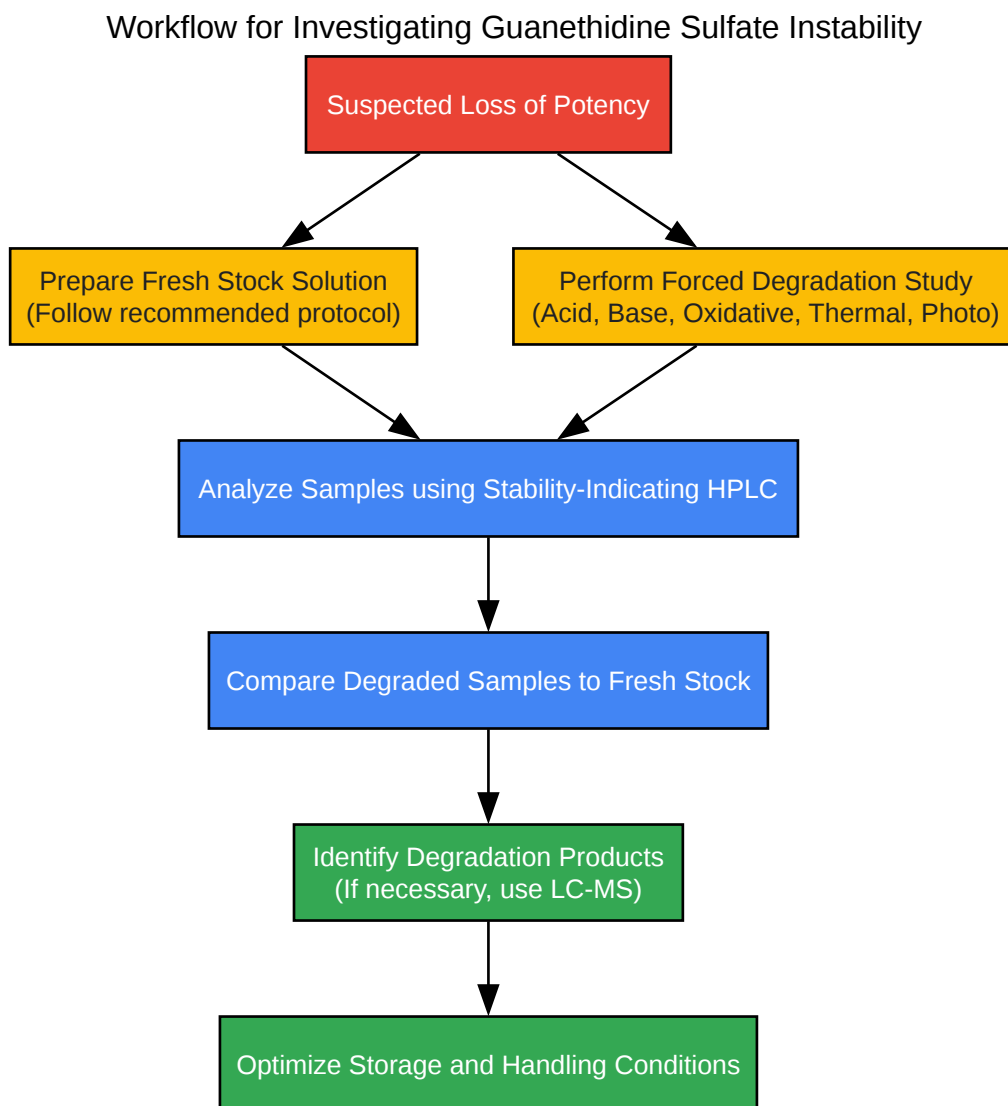 Workflow for Investigating Guanethidine Sulfate Instability
Suspected Loss of Potency
Prepare Fresh Stock Solution
(Follow recommended protocol)
Perform Forced Degradation Study
(Acid, Base, Oxidative, Thermal, Photo)
Analyze Samples using Stability-Indicating HPLC
Compare Degraded Samples to Fresh Stock
Identify Degradation Products
(If necessary, use LC-MS)
Optimize Storage and Handling Conditions